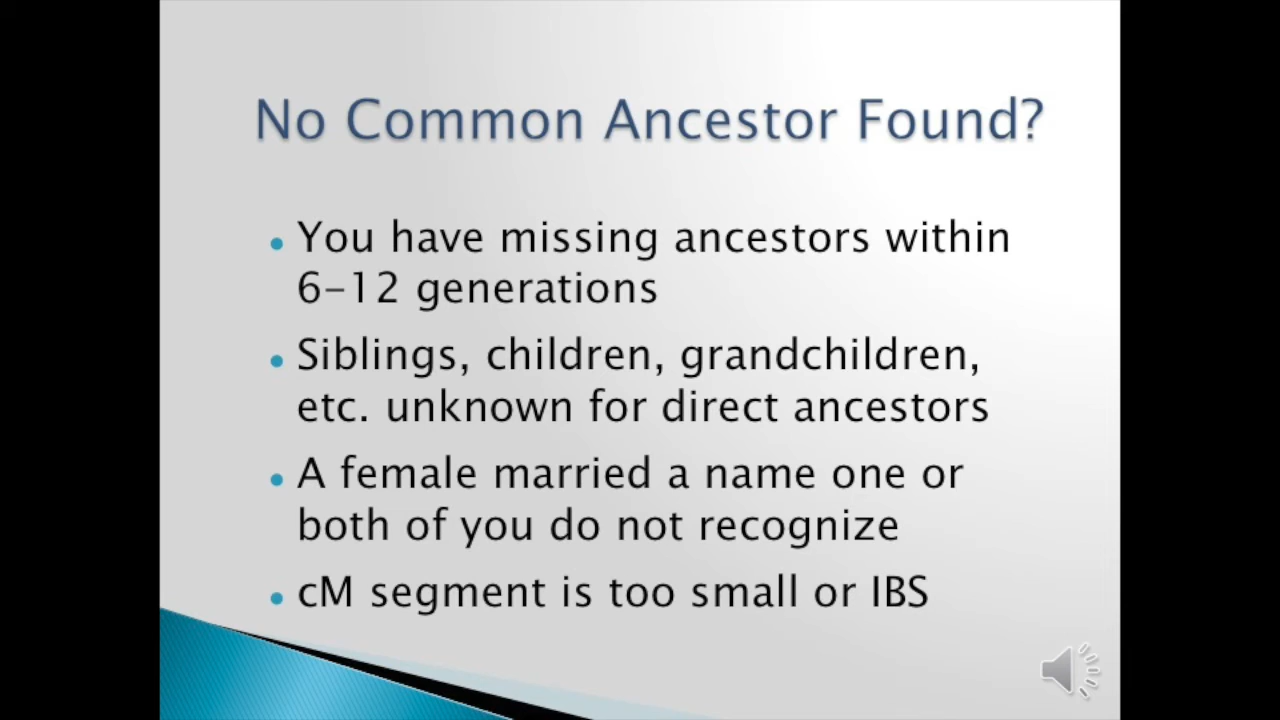 No Common Ancestor Found?
• You have missing ancestors within
6-12 generations
• Siblings, children, grandchildren,
etc. unknown for direct ancestors
• A female married a name one or
both of you do not recognize
• cM segment is too small or IBS